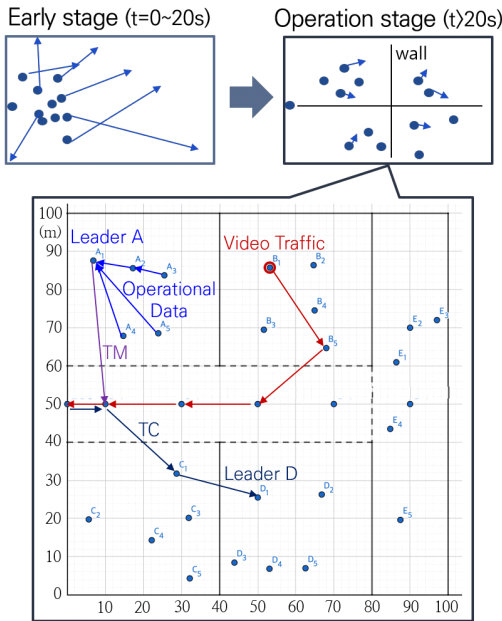 Early stage (t=0~20s)
Operation stage (t>20s)
wall
100
(m)
90
80
70
60
50
40
30
20
10
0
Leader A
A1
A2
A3
Operational
Data
A4
A5
TM
Video Traffic
B1
B2
B3
B4
B5
E1
E2
E3
E4
E5
TC
C1
C2
C3
C4
C5
Leader D
D1
D2
D3
D4
D5
10 20 30 40 50 60 70 80 90 100